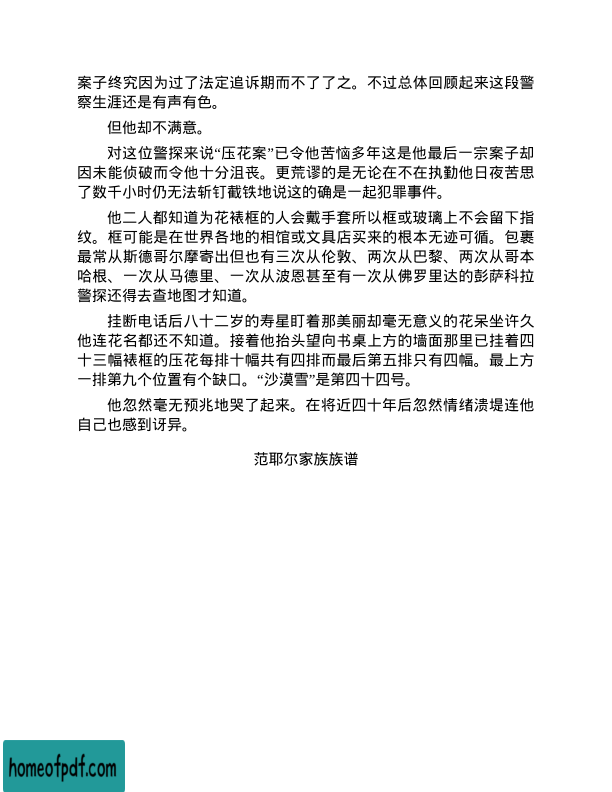 案子终究因为过了法定追诉期而不了了之。不过总体回顾起来这段警
察生涯还是有声有色。
但他却不满意。
对这位警探来说“压花案”已令他苦恼多年这是他最后一宗案子却
因未能侦破而令他十分沮丧。更荒谬的是无论在不在执勤他日夜苦思
了数千小时仍无法斩钉截铁地说这的确是一起犯罪事件。
他二人都知道为花裱框的人会戴手套所以框或玻璃上不会留下指
纹。框可能是在世界各地的相馆或文具店买来的根本无迹可循。包裹
最常从斯德哥尔摩寄出但也有三次从伦敦、两次从巴黎、两次从哥本
哈根、一次从马德里、一次从波恩甚至有一次从佛罗里达的彭萨科拉
警探还得去查地图才知道。
挂断电话后八十二岁的寿星盯着那美丽却毫无意义的花呆坐许久
他连花名都还不知道。接着他抬头望向书桌上方的墙面那里已挂着四
十三幅裱框的压花每排十幅共有四排而最后第五排只有四幅。最上方
一排第九个位置有个缺口。“沙漠雪”是第四十四号。
他忽然毫无预兆地哭了起来。在将近四十年后忽然情绪溃堤连他
自己也感到讶异。
范耶尔家族族谱
homeofpdf.com